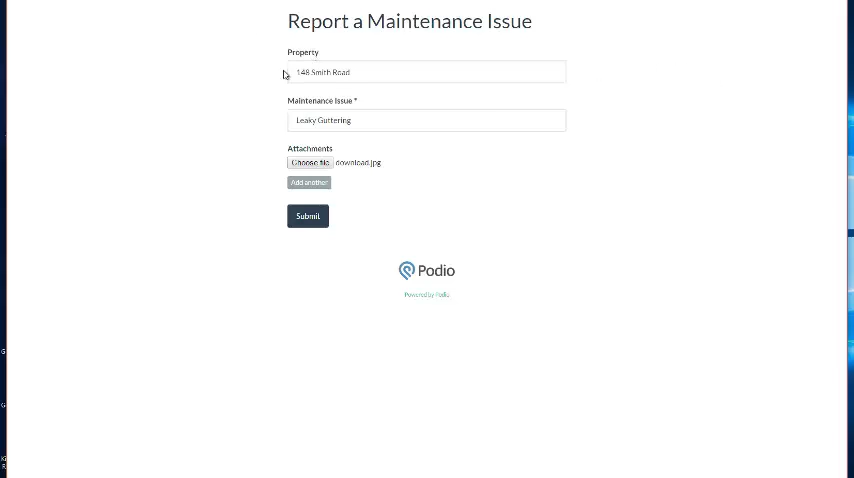 Report a Maintenance Issue
Property
148 Smith Road
Maintenance Issue *
Leaky Guttering
Attachments
Choose file download.jpg
Add another
Submit
Podio
Powered by Podio